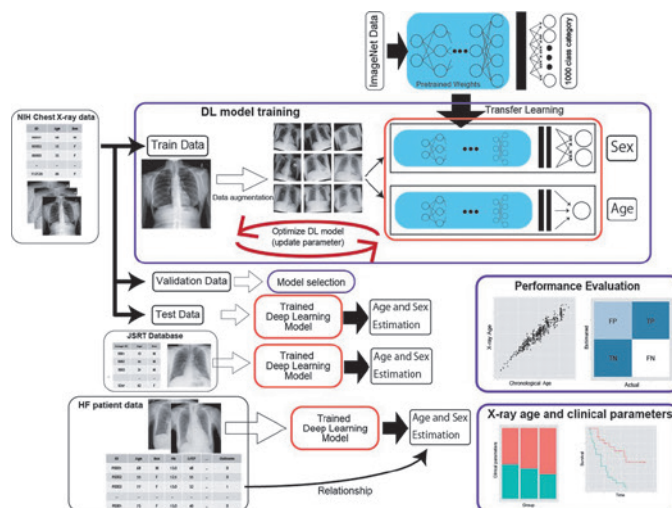 ImageNet Data
Pretrained Weights
1000 class category
NIH Chest X-ray data
DL model training
Transfer Learning
Train Data
Data augmentation
Sex
Age
Optimize DL model
(update parameter)
Validation Data
Model selection
Test Data
Trained
Deep Learning
Model
Age and Sex
Estimation
JSRT Database
Trained
Deep Learning
Model
Age and Sex
Estimation
HF patient data
Trained
Deep Learning
Model
Age and Sex
Estimation
Relationship
Performance Evaluation
X-ray Age
Chronological Age
Estimated
FP
TP
TN
FN
Actual
X-ray age and clinical parameters
Clinical parameters
Group
Survival
Time